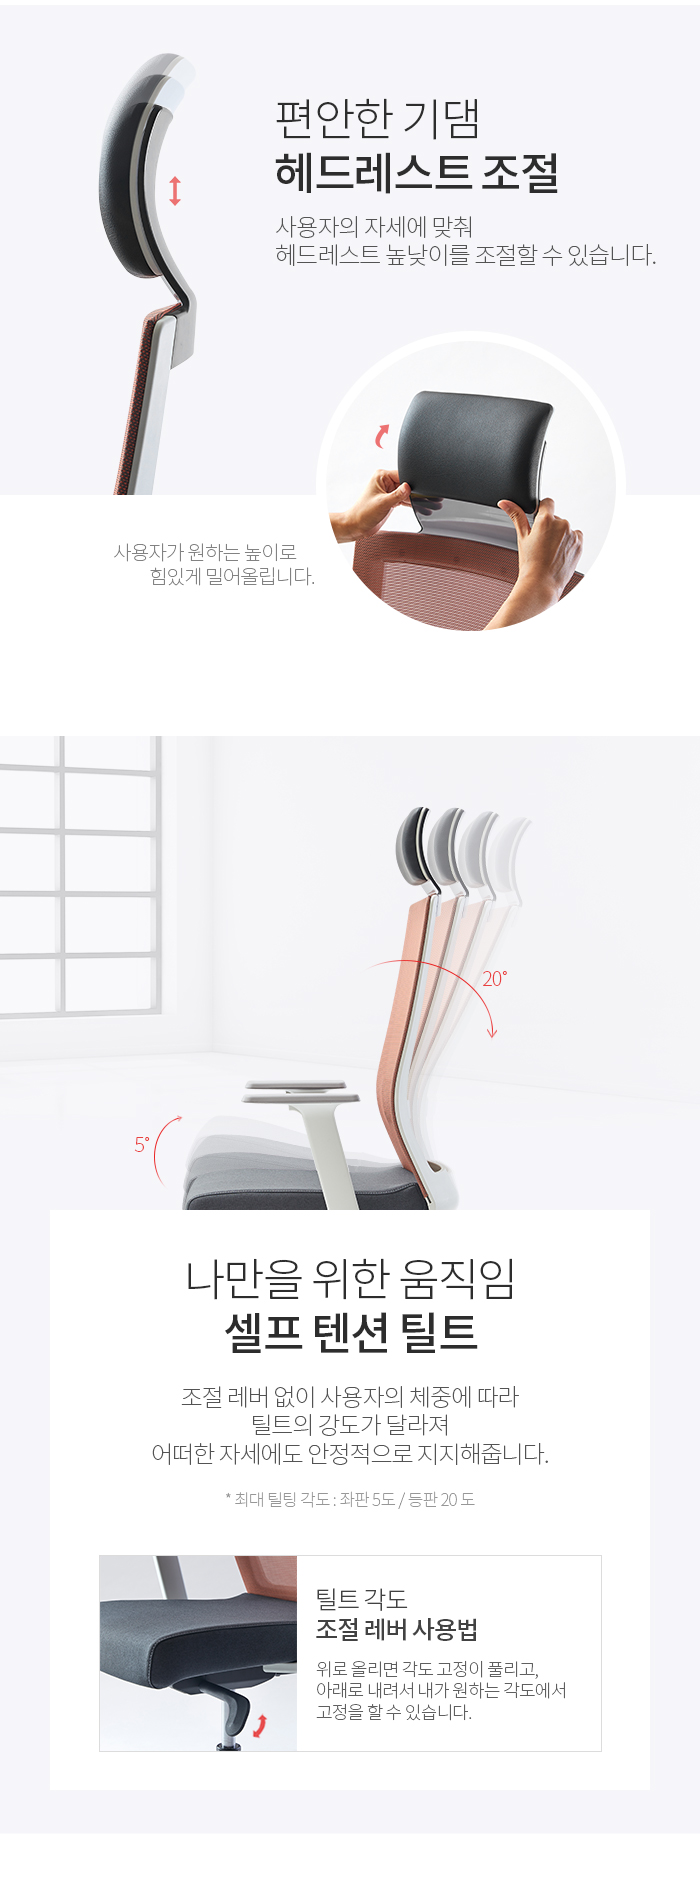 편안한 기댐
헤드레스트 조절
사용자의 자세에 맞춰
헤드레스트 높낮이를 조절할 수 있습니다.
사용자가 원하는 높이로
힘있게 밀어올립니다.
20°
5°
나만을 위한 움직임
셀프 텐션 틸트
조절 레버 없이 사용자의 체중에 따라
틸트의 강도가 달라져
어떠한 자세에도 안정적으로 지지해줍니다.
* 최대 틸팅 각도 : 좌판 5도 / 등판 20 도
틸트 각도
조절 레버 사용법
위로 올리면 각도 고정이 풀리고,
아래로 내려서 내가 원하는 각도에서
고정을 할 수 있습니다.